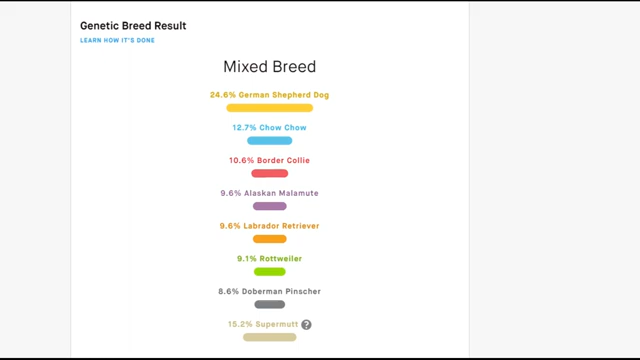 Genetic Breed Result
LEARN HOW IT'S DONE
Mixed Breed
24.6% German Shepherd Dog
12.7% Chow Chow
10.6% Border Collie
9.6% Alaskan Malamute
9.6% Labrador Retriever
9.1% Rottweiler
8.6% Doberman Pinscher
15.2% Supermutt ?